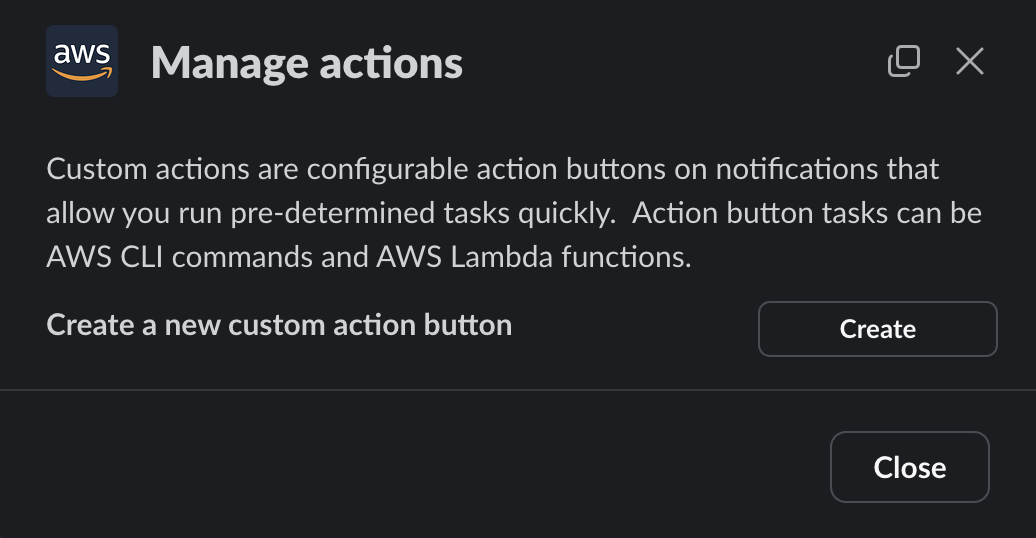 aws
Manage actions
Custom actions are configurable action buttons on notifications that
allow you run pre-determined tasks quickly.  Action button tasks can be
AWS CLI commands and AWS Lambda functions.
Create a new custom action button
Create
Close